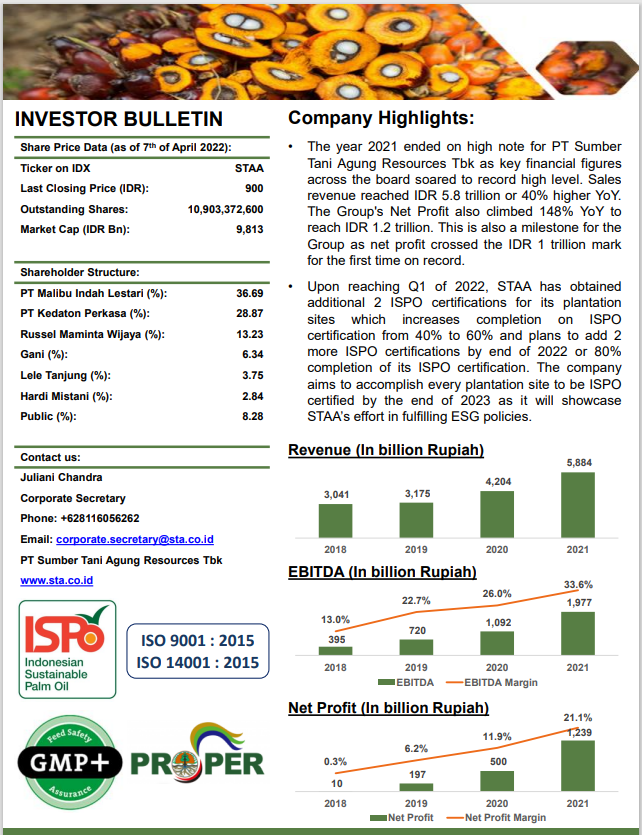 INVESTOR BULLETIN
Share Price Data (as of 7th of April 2022):
Ticker on IDX STAA
Last Closing Price (IDR): 900
Outstanding Shares: 10,903,372,600
Market Cap (IDR Bn): 9,813
Shareholder Structure:
PT Malibu Indah Lestari (%): 36.69
PT Kedaton Perkasa (%): 28.87
Russel Maminta Wijaya (%): 13.23
Gani (%): 6.34
Lele Tanjung (%): 3.75
Hardi Mistani (%): 2.84
Public (%): 8.28
Contact us:
Juliani Chandra
Corporate Secretary
Phone: +628116056262
Email: corporate.secretary@sta.co.id
PT Sumber Tani Agung Resources Tbk
www.sta.co.id
ISPO
Indonesian
Sustainable
Palm Oil
ISO 9001 : 2015
ISO 14001 : 2015
Feed Safety
GMP+
Assurance
PROPER
Company Highlights:
• The year 2021 ended on high note for PT Sumber
Tani Agung Resources Tbk as key financial figures
across the board soared to record high level. Sales
revenue reached IDR 5.8 trillion or 40% higher YoY.
The Group's Net Profit also climbed 148% YoY to
reach IDR 1.2 trillion. This is also a milestone for the
Group as net profit crossed the IDR 1 trillion mark
for the first time on record.
• Upon reaching Q1 of 2022, STAA has obtained
additional 2 ISPO certifications for its plantation
sites which increases completion on ISPO
certification from 40% to 60% and plans to add 2
more ISPO certifications by end of 2022 or 80%
completion of its ISPO certification. The company
aims to accomplish every plantation site to be ISPO
certified by the end of 2023 as it will showcase
STAA's effort in fulfilling ESG policies.
Revenue (In billion Rupiah)
3,041 3,175 4,204 5,884
2018 2019 2020 2021
EBITDA (In billion Rupiah)
13.0% 22.7% 26.0% 33.6%
395 720 1,092 1,977
2018 2019 2020 2021
EBITDA EBITDA Margin
Net Profit (In billion Rupiah)
0.3% 6.2% 11.9% 21.1%
10 197 500 1,239
2018 2019 2020 2021
Net Profit Net Profit Margin